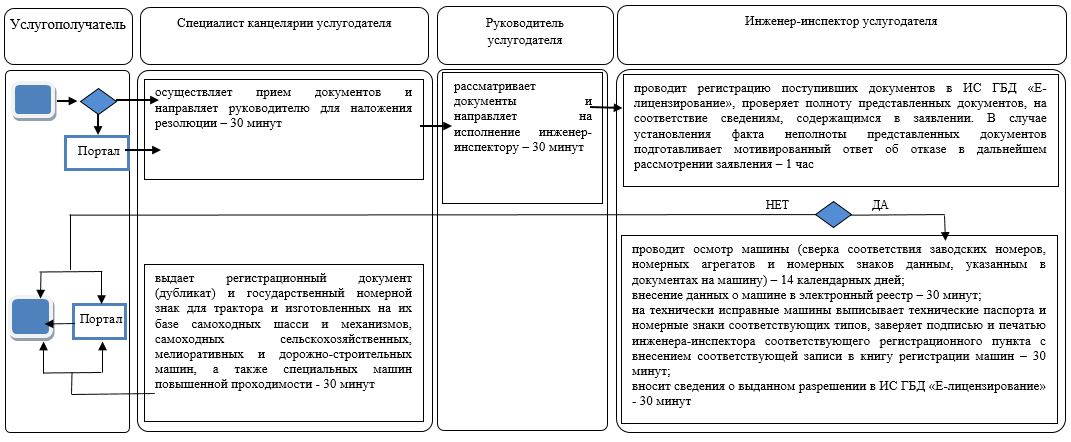 Услугополучатель
Специалист канцелярии услугодателя
Руководитель
услугодателя
Инженер-инспектор услугодателя
осуществляет прием документов и
направляет руководителю для наложения
резолюции – 30 минут
Портал
рассматривает
документы и
направляет на
исполнение инженер-
инспектору – 30 минут
проводит регистрацию поступивших документов в ИС ГБД «Е-
лицензирование», проверяет полноту представленных документов, на
соответствие сведениям, содержащимся в заявлении. В случае
установления факта неполноты представленных документов
подготавливает мотивированный ответ об отказе в дальнейшем
рассмотрении заявления – 1 час
НЕТ
ДА
проводит осмотр машины (сверка соответствия заводских номеров,
номерных агрегатов и номерных знаков данным, указанным в
документах на машину) – 14 календарных дней;
внесение данных о машине в электронный реестр – 30 минут;
на технически исправные машины выписывает технические паспорта и
номерные знаки соответствующих типов, заверяет подписью и печатью
инженера-инспектора соответствующего регистрационного пункта с
внесением соответствующей записи в книгу регистрации машин – 30
минут;
вносит сведения о выданном разрешении в ИС ГБД «Е-лицензирование»
- 30 минут
выдает регистрационный документ
(дубликат) и государственный номерной
знак для трактора и изготовленных на их
базе самоходных шасси и механизмов,
самоходных сельскохозяйственных,
мелиоративных и дорожно-строительных
машин, а также специальных машин
повышенной проходимости - 30 минут
Портал